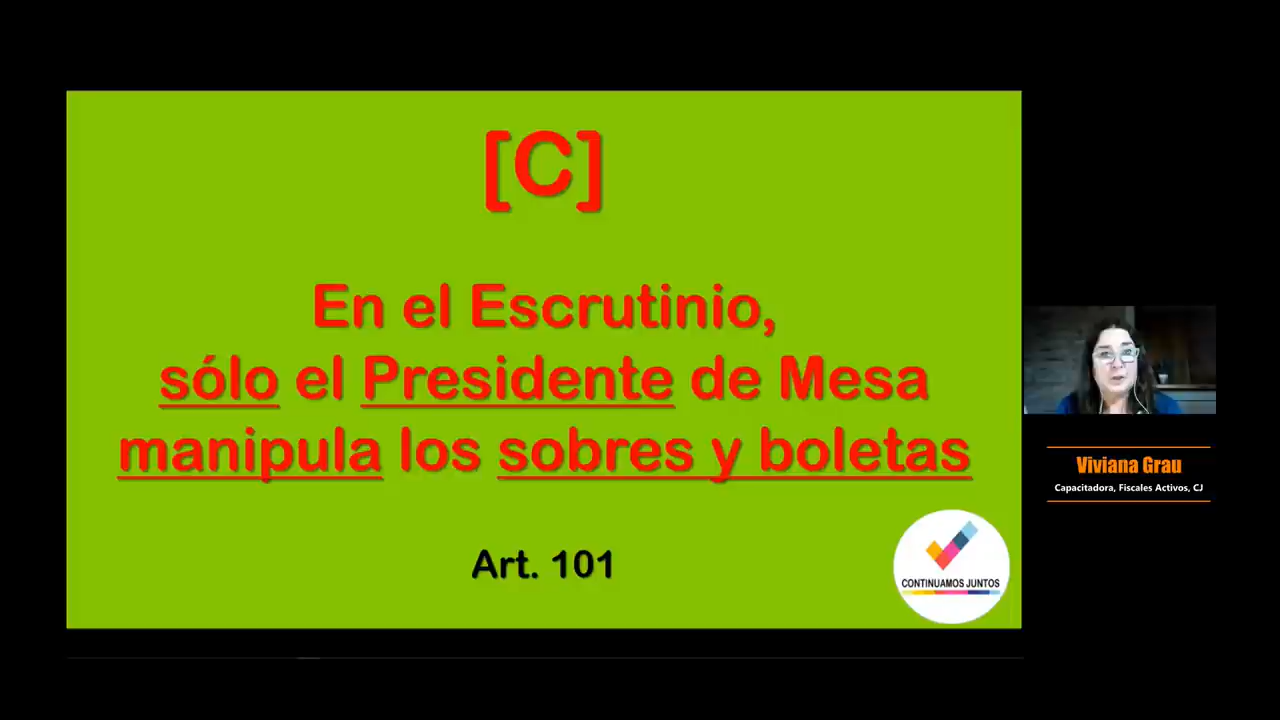 [C]
En el Escrutinio,
sólo el Presidente de Mesa
manipula los sobres y boletas
Art. 101
CONTINUAMOS JUNTOS
Viviana Grau
Capacitadora, Fiscales Activos, CJ